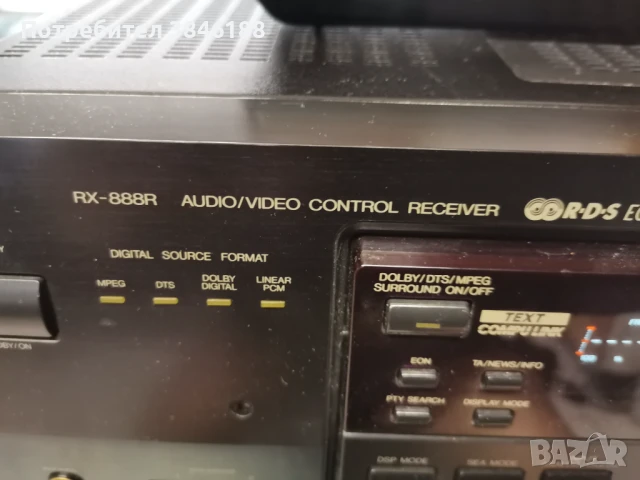 Потребител 2846198
RX-888R AUDIO/VIDEO CONTROL RECEIVER R·D·S
DIGITAL SOURCE FORMAT
MPEG DTS DOLBY DIGITAL LINEAR PCM
DOLBY/DTS/MPEG
SURROUND ON/OFF
TEXT
COMPU LINK
EON TA/NEWS/INFO
PTY SEARCH DISPLAY MODE
DSP MODE SEA MODE
BAZAR